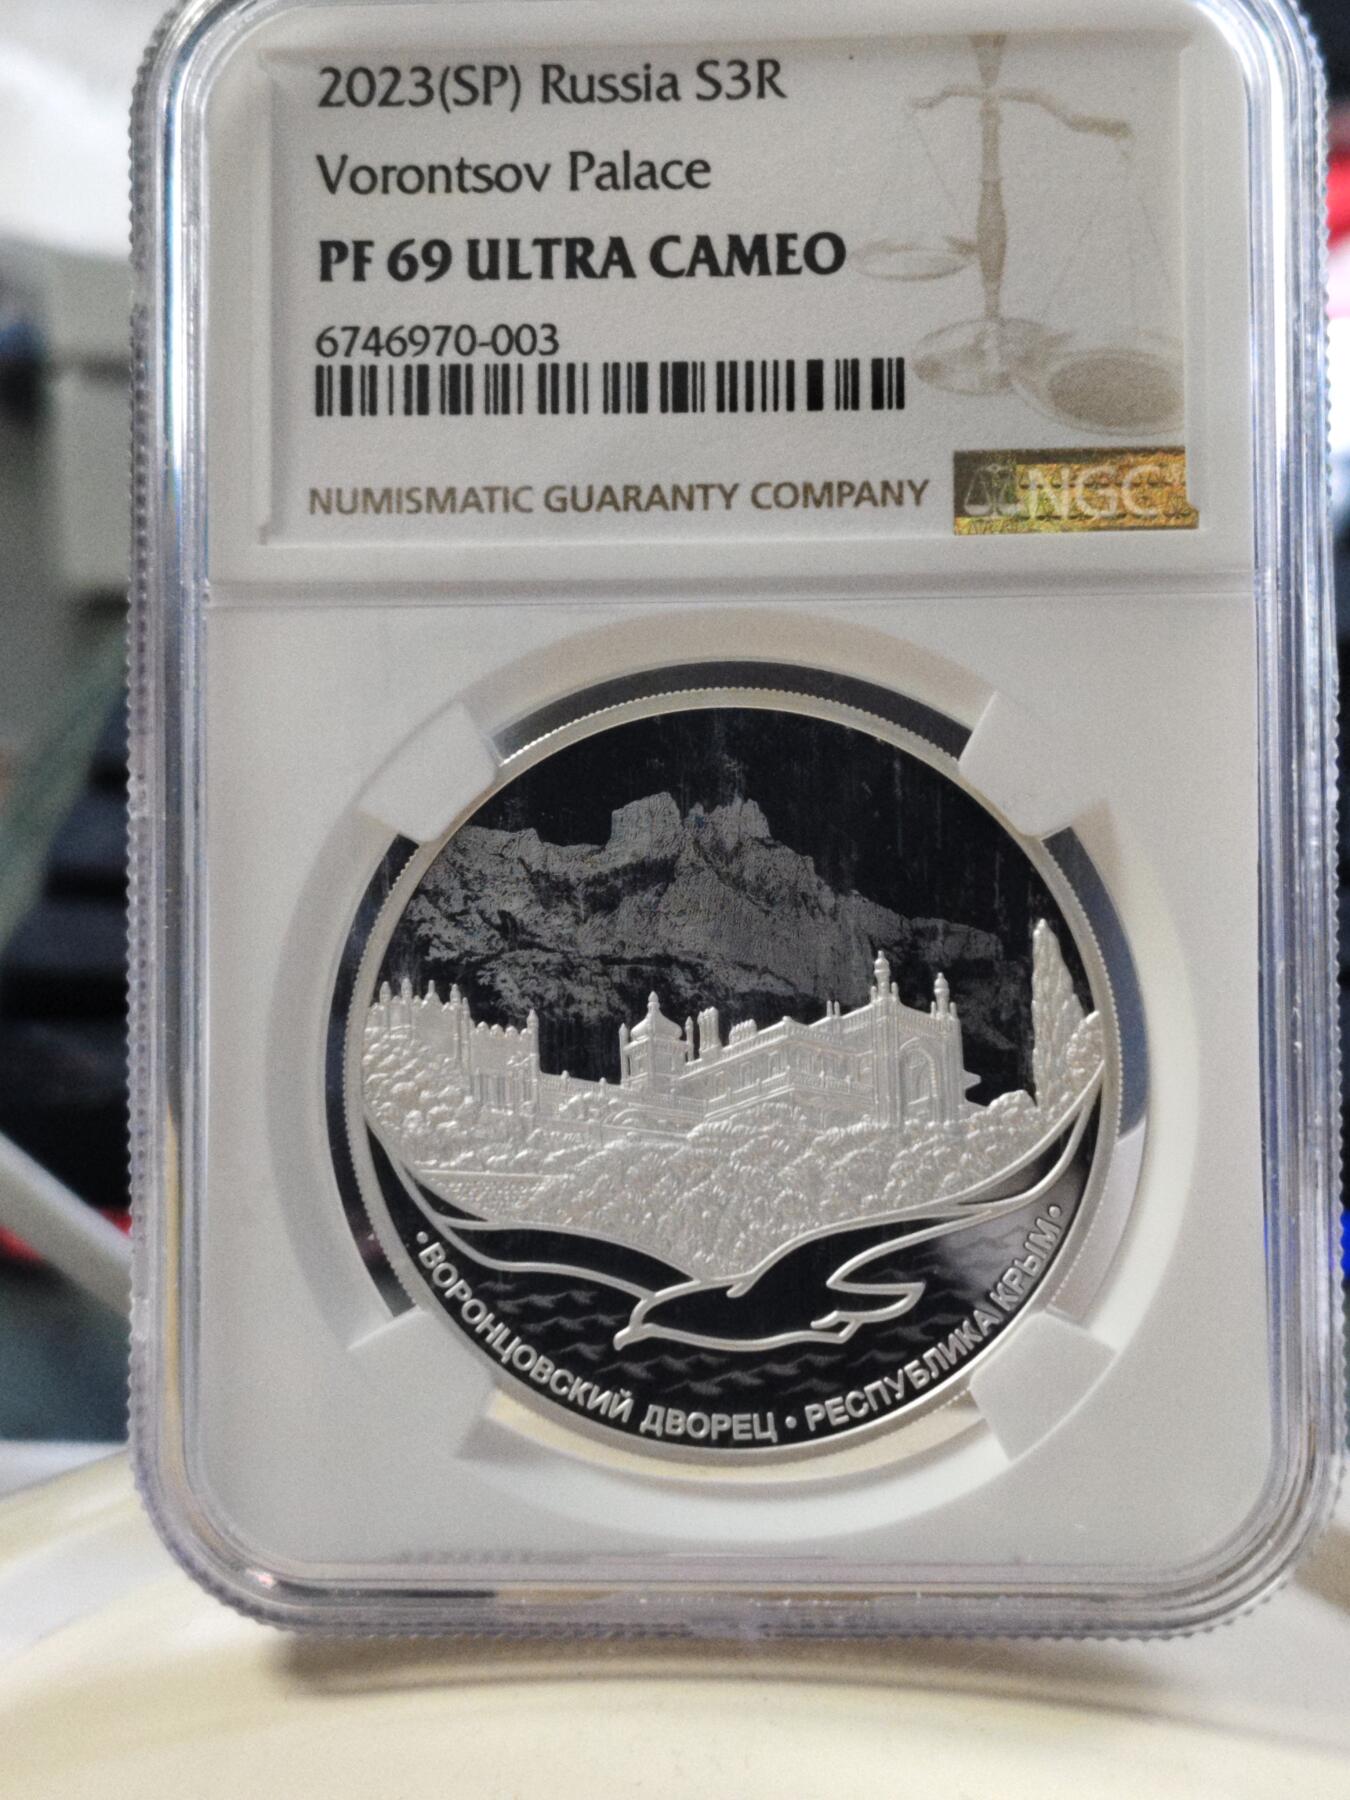 2023(SP) Russia S3R
Vorontsov Palace
PF 69 ULTRA CAMEO
6746970-003
NUMISMATIC GUARANTY COMPANY NGC
• ВОРОНЦОВСКИЙ ДВОРЕЦ • РЕСПУБЛИКА КРЫМ •